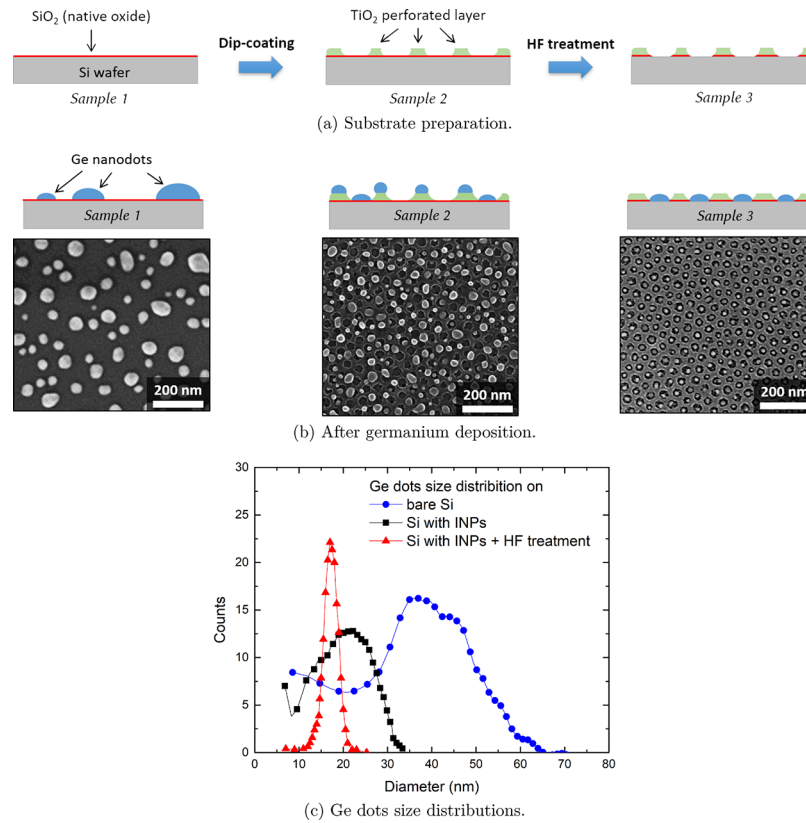 SiO₂ (native oxide)
TiO₂ perforated layer
Dip-coating
HF treatment
Si wafer
Sample 1
Sample 2
Sample 3
(a) Substrate preparation.
Ge nanodots
Sample 1
Sample 2
Sample 3
200 nm
200 nm
200 nm
(b) After germanium deposition.
Ge dots size distribition on
bare Si
Si with INPs
Si with INPs + HF treatment
Counts
30
25
20
15
10
5
0
0 10 20 30 40 50 60 70 80
Diameter (nm)
(c) Ge dots size distributions.